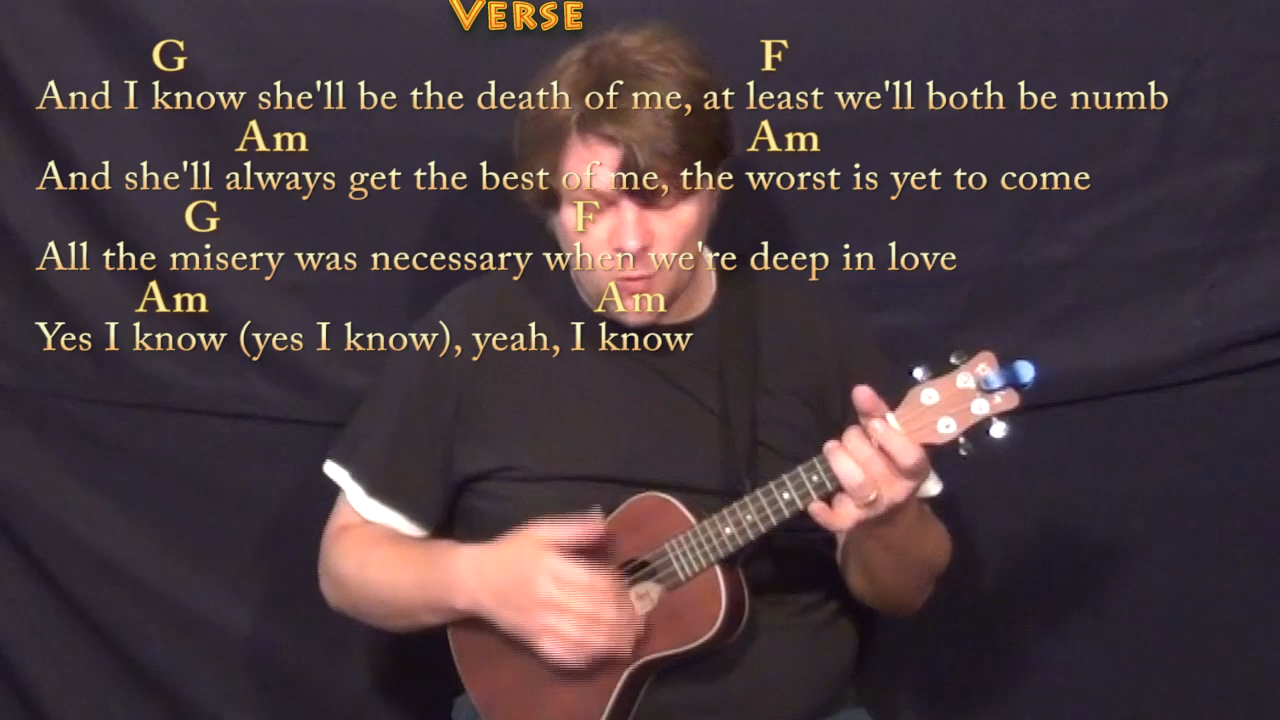 VERSE
G F
And I know she'll be the death of me, at least we'll both be numb
Am Am
And she'll always get the best of me, the worst is yet to come
G F
All the misery was necessary when we're deep in love
Am Am
Yes I know (yes I know), yeah, I know